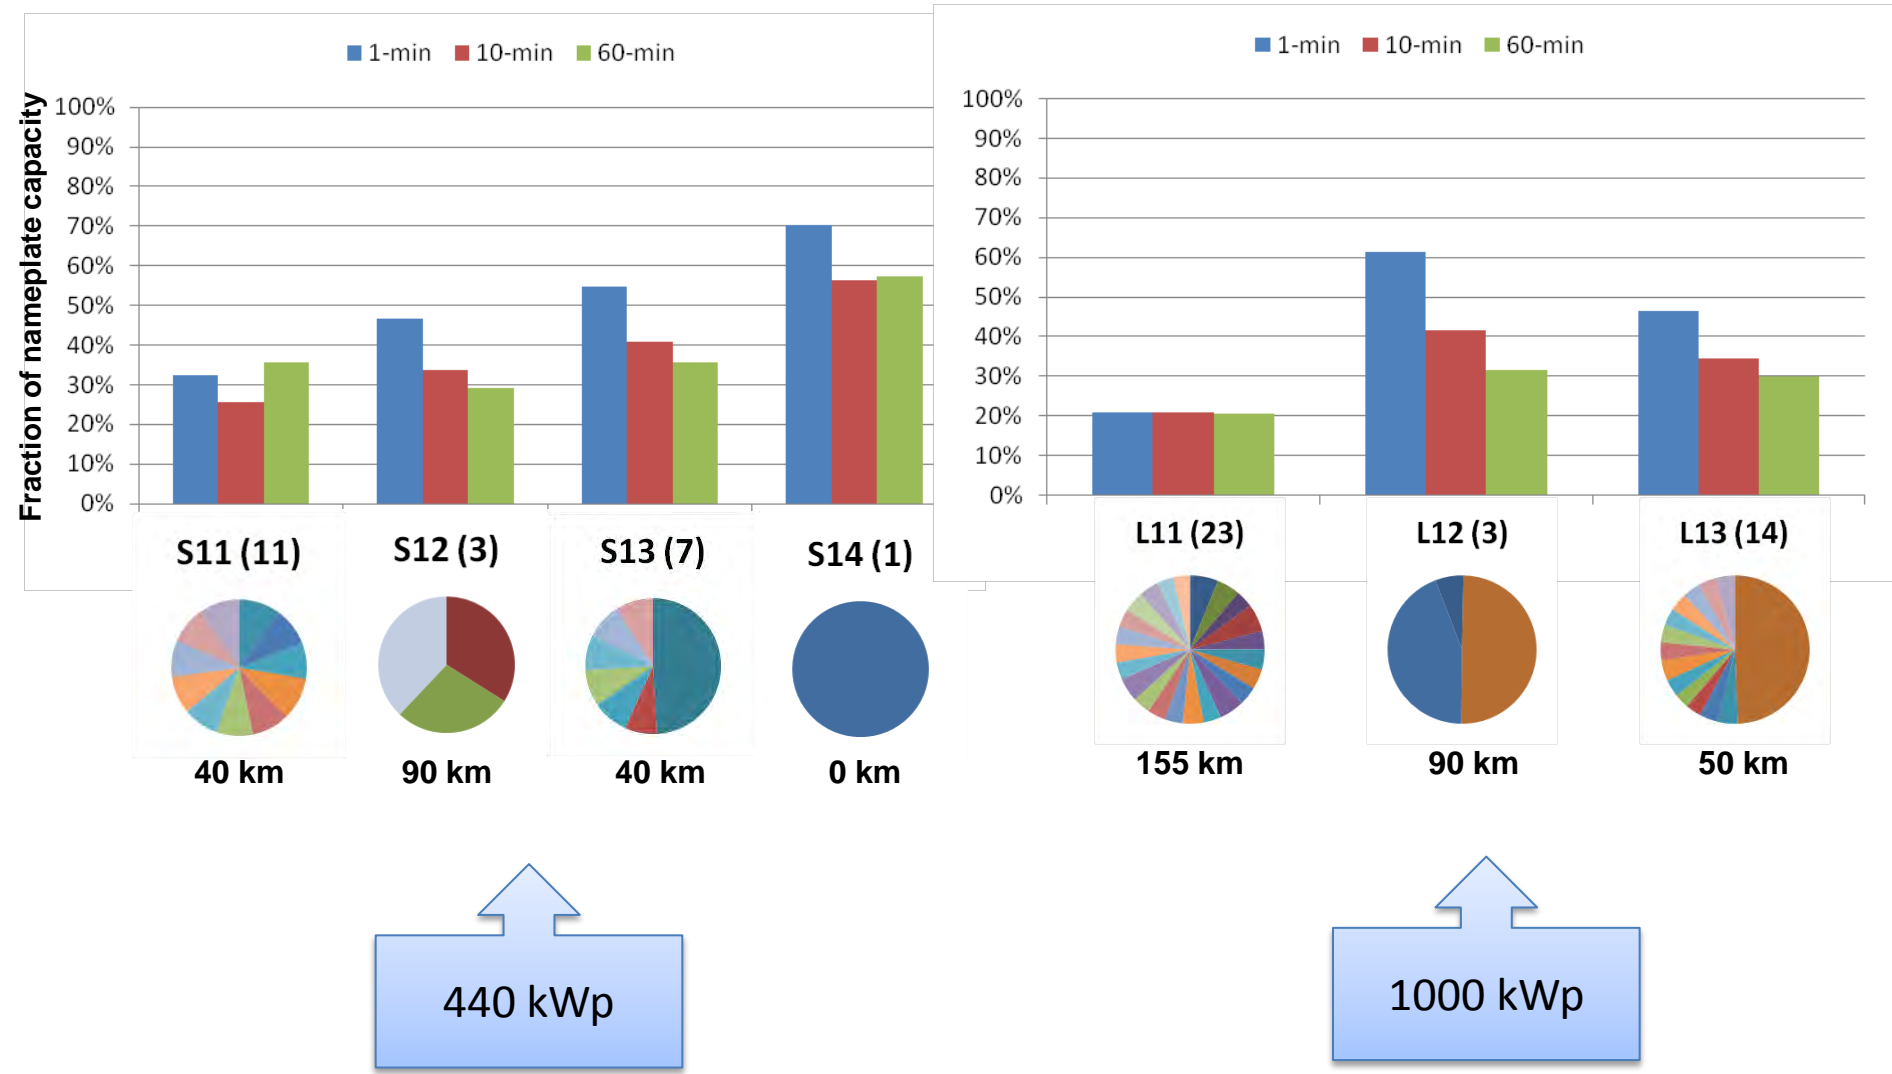 1-min 10-min 60-min
Fraction of nameplate capacity
100%
90%
80%
70%
60%
50%
40%
30%
20%
10%
0%
S11 (11) S12 (3) S13 (7) S14 (1)
40 km 90 km 40 km 0 km
440 kWp
1-min 10-min 60-min
100%
90%
80%
70%
60%
50%
40%
30%
20%
10%
0%
L11 (23) L12 (3) L13 (14)
155 km 90 km 50 km
1000 kWp